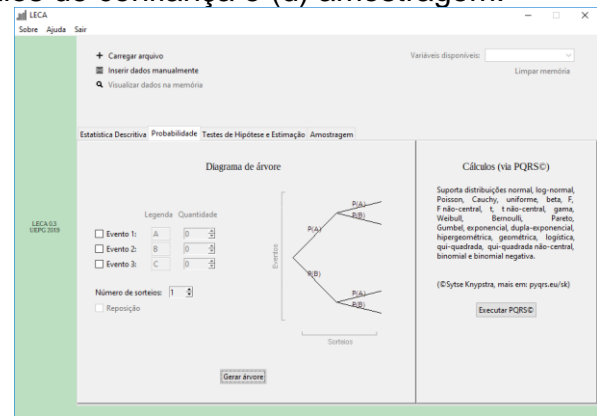 de confiança e (d) amostragem.
LECA
Sobre Ajuda Sair
Carregar arquivo
Inserir dados manualmente
Visualizar dados na memória
Variáveis disponíveis:
Limpar memória
Estatística Descritiva Probabilidade Testes de Hipótese e Estimação Amostragem
Diagrama de árvore
Legenda Quantidade
Evento 1: A 0
Evento 2: B 0
Evento 3: C 0
Número de sorteios: 1
Reposição
Eventos
P(A)
P(B)
P(A)
P(B)
P(A)
P(B)
Sorteios
Gerar árvore
Cálculos (via PQRS©)
Suporta distribuições normal, log-normal,
Poisson, Cauchy, uniforme, beta, F,
F não-central, t, t não-central, gama,
Weibull, Bernoulli, Pareto,
Gumbel, exponencial, dupla-exponencial,
hipergeométrica, geométrica, logística,
qui-quadrada, qui-quadrada não-central,
binomial e binomial negativa.
(©Sytse Knypstra, mais em: pyqrs.eu/sk)
Executar PQRS©
LECA 0.3
UEPG 2019